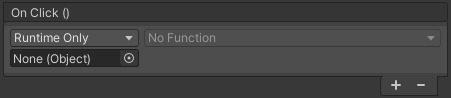 On Click ()
Runtime Only No Function
None (Object)